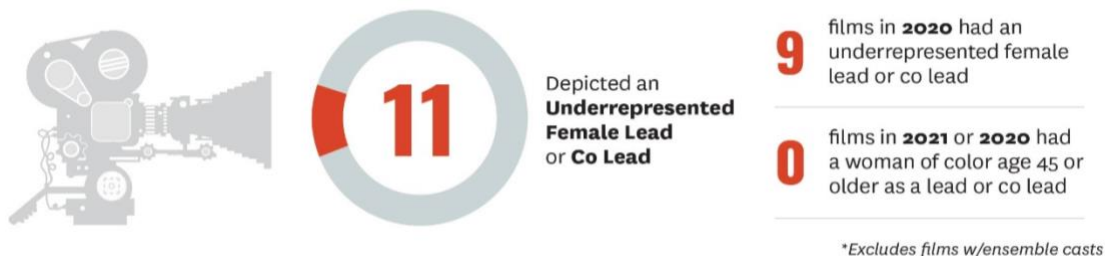 11
Depicted an
Underrepresented
Female Lead
or Co Lead
9
films in 2020 had an
underrepresented female
lead or co lead
0
films in 2021 or 2020 had
a woman of color age 45 or
older as a lead or co lead
*Excludes films w/ensemble casts